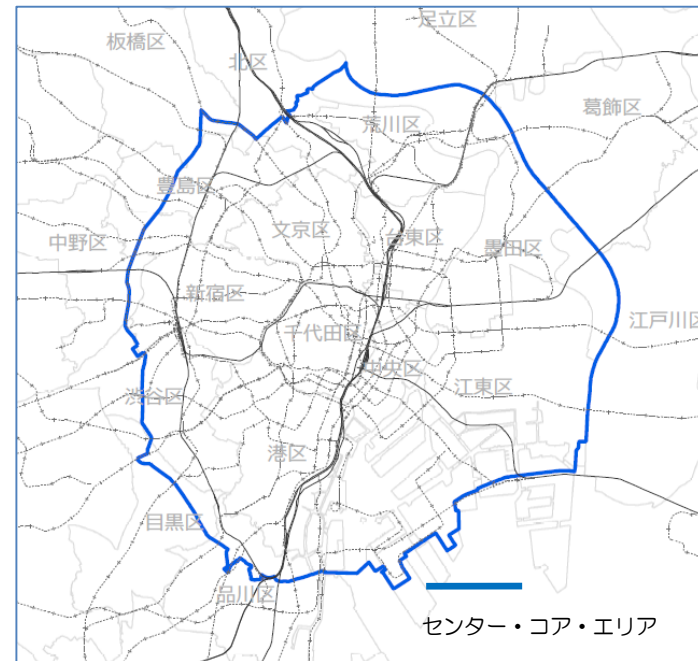 足立区
板橋区
北区
葛飾区
荒川区
豊島区
文京区
台東区
中野区
墨田区
新宿区
江戸川区
千代田区
中央区
江東区
渋谷区
港区
目黒区
品川区
センター・コア・エリア